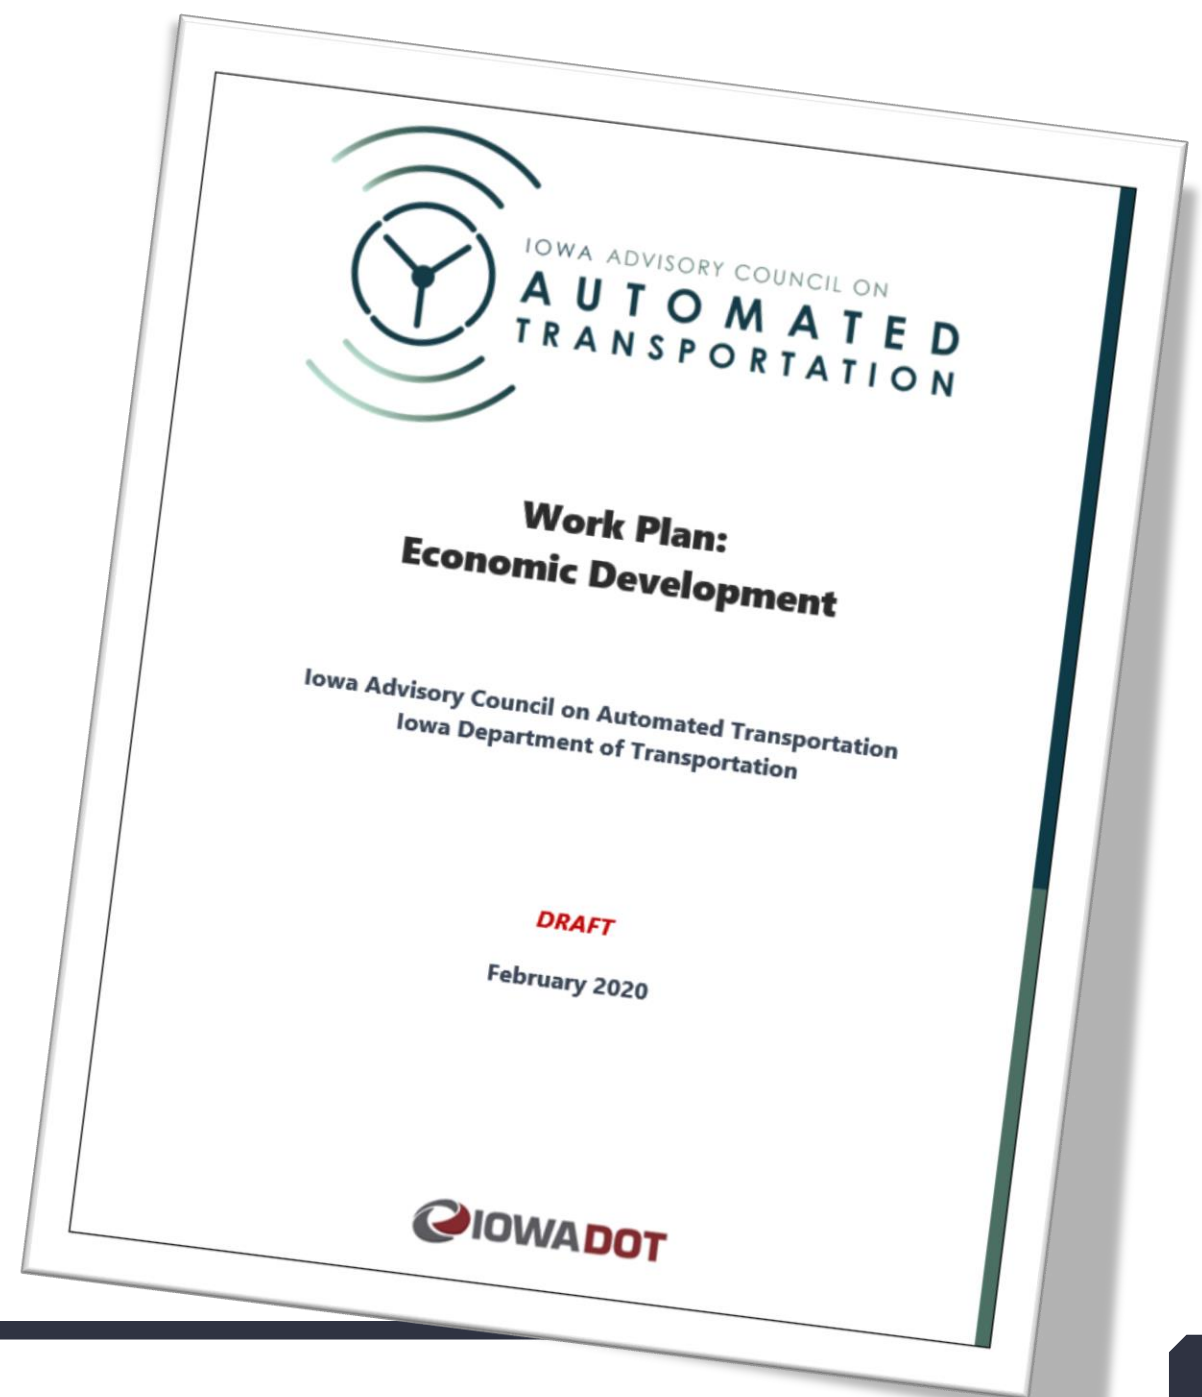 IOWA ADVISORY COUNCIL ON
AUTOMATED
TRANSPORTATION
Work Plan:
Economic Development
Iowa Advisory Council on Automated Transportation
Iowa Department of Transportation
DRAFT
February 2020
IOWADOT